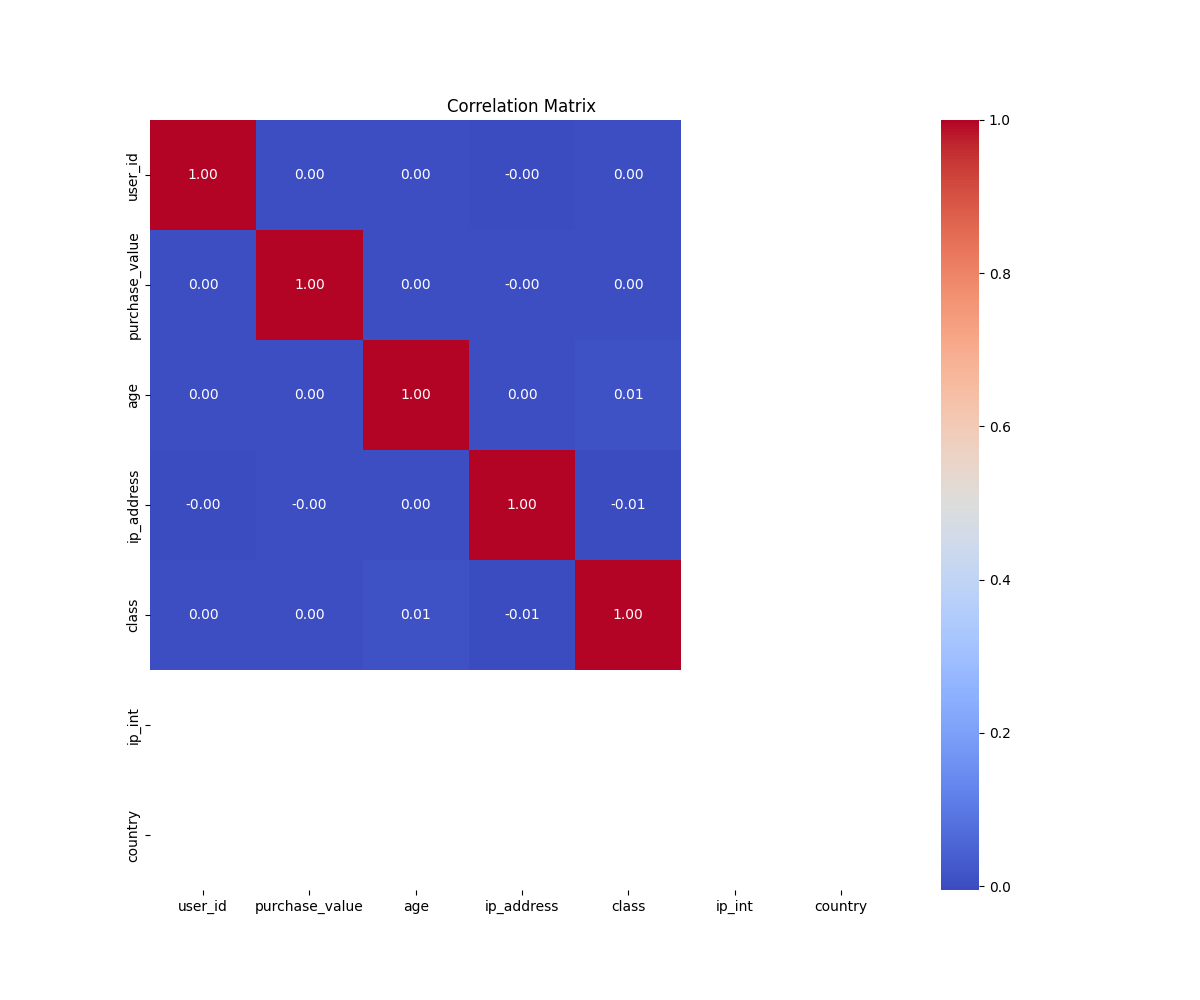 Correlation Matrix
user_id 1.00 0.00 0.00 -0.00 0.00
purchase_value 0.00 1.00 0.00 -0.00 0.00
age 0.00 0.00 1.00 0.00 0.01
ip_address -0.00 -0.00 0.00 1.00 -0.01
class 0.00 0.00 0.01 -0.01 1.00
ip_int
country
user_id purchase_value age ip_address class ip_int country
1.0
0.8
0.6
0.4
0.2
0.0